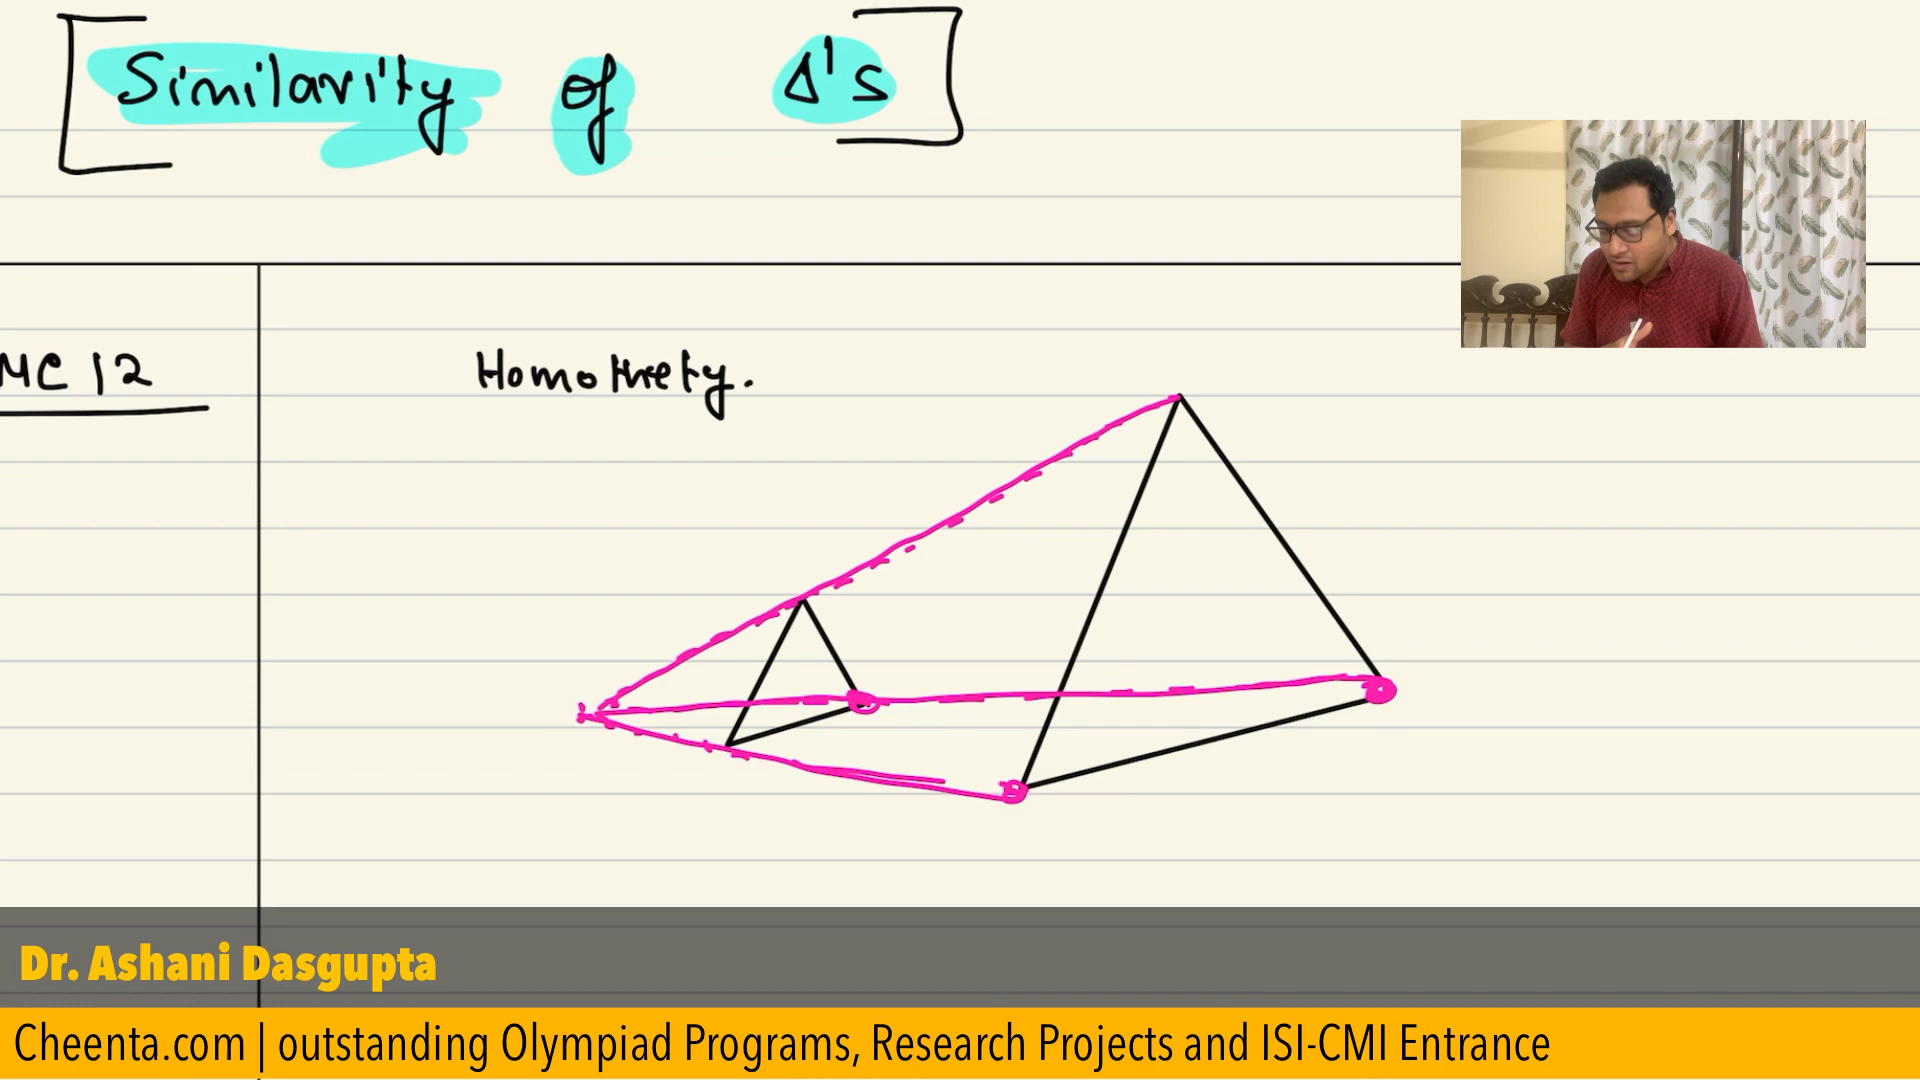 Similarity of Δ's
MC 12
Homothety.
Dr. Ashani Dasgupta
Cheenta.com | outstanding Olympiad Programs, Research Projects and ISI-CMI Entrance